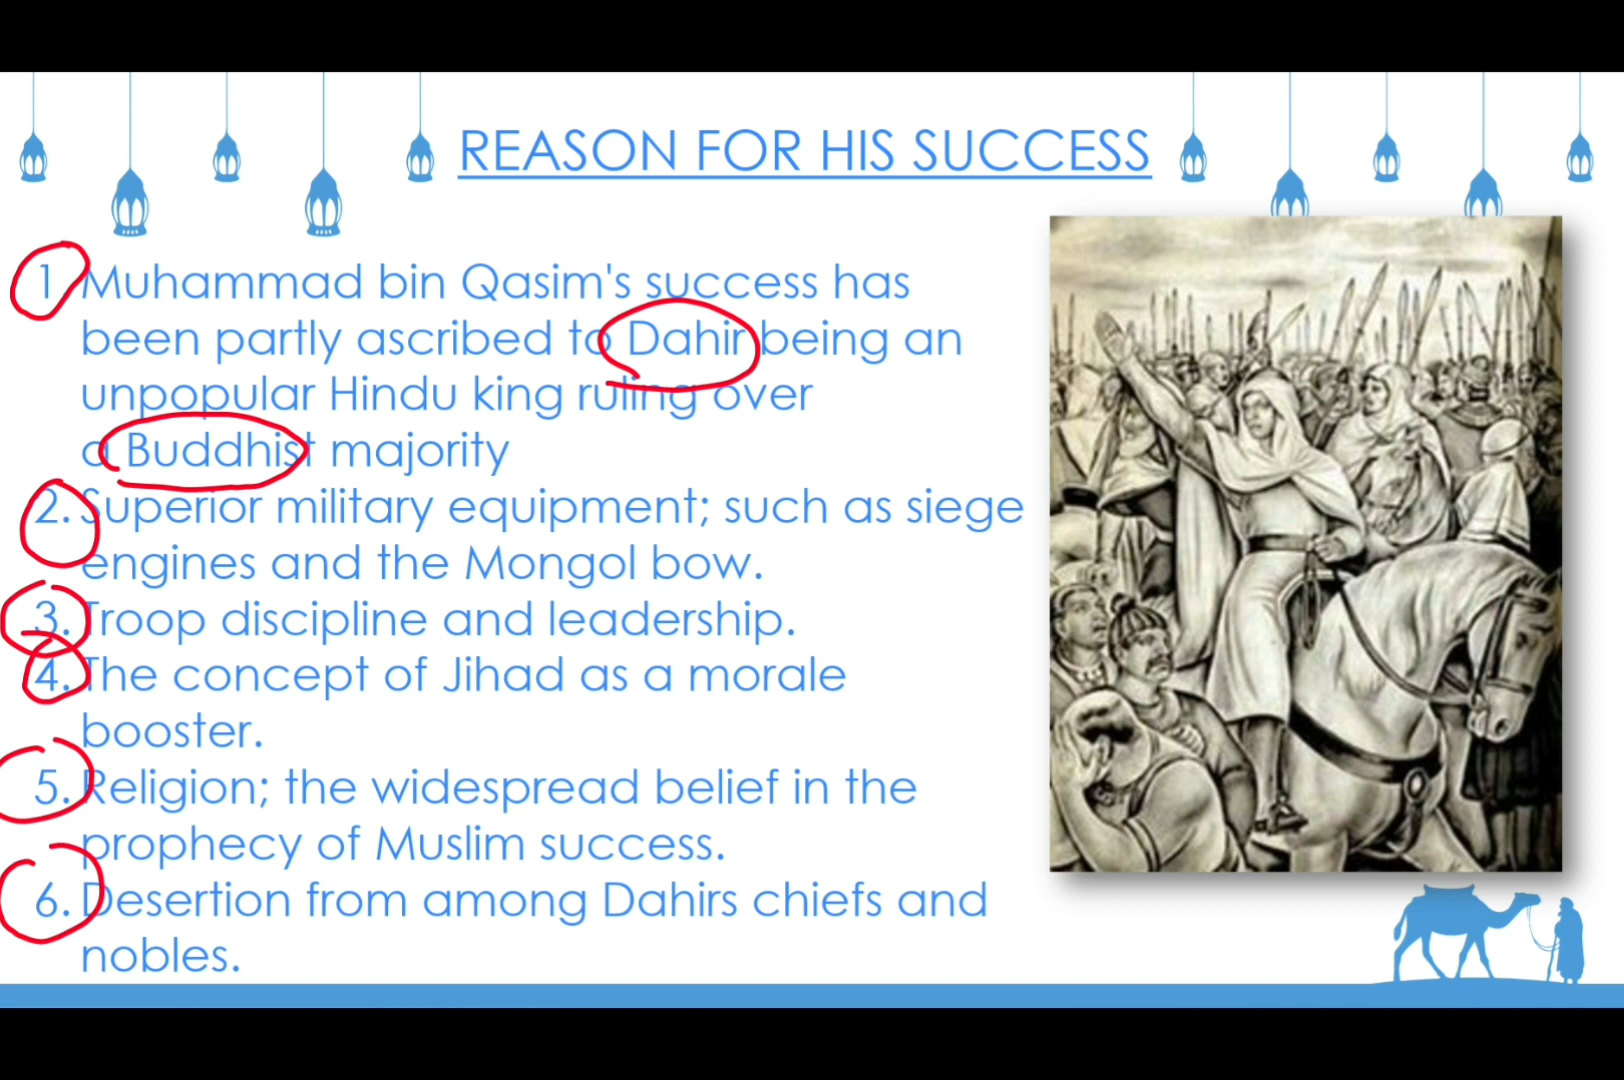 REASON FOR HIS SUCCESS
1. Muhammad bin Qasim's success has
been partly ascribed to Dahir being an
unpopular Hindu king ruling over
a Buddhist majority
2. Superior military equipment; such as siege
engines and the Mongol bow.
3. Troop discipline and leadership.
4. The concept of Jihad as a morale
booster.
5. Religion; the widespread belief in the
prophecy of Muslim success.
6. Desertion from among Dahirs chiefs and
nobles.